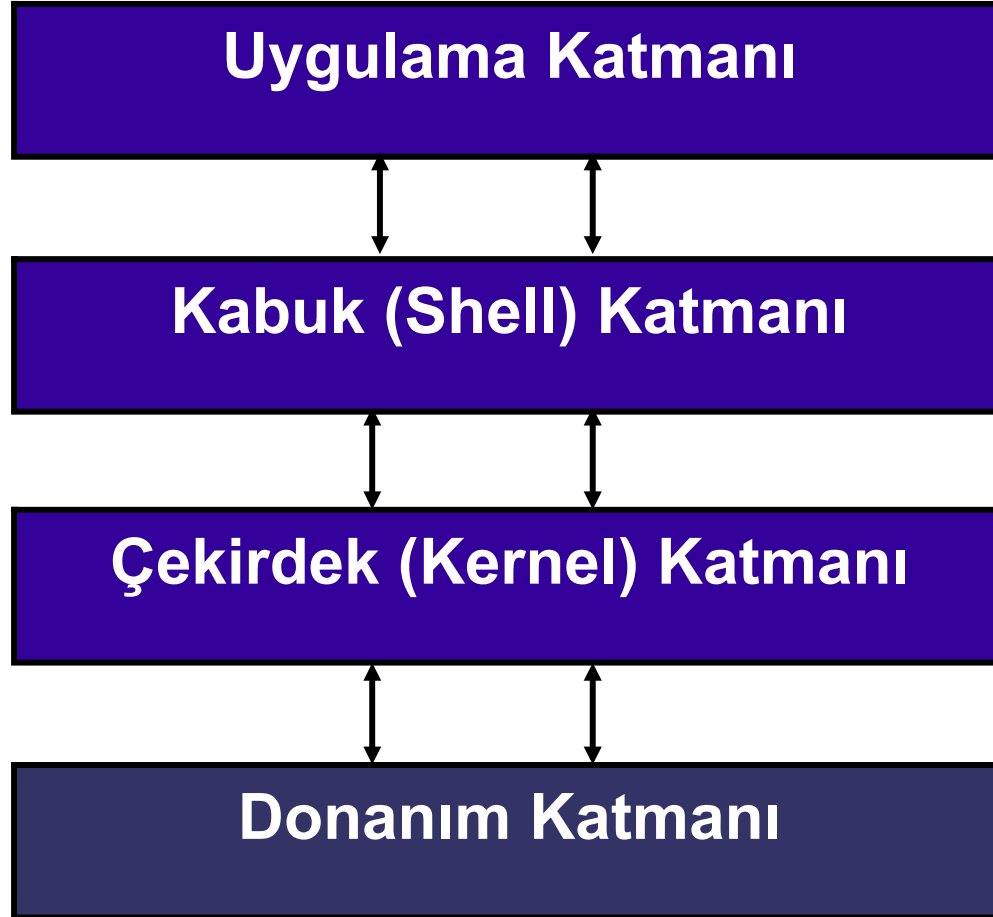 Uygulama Katmanı
Kabuk (Shell) Katmanı
Çekirdek (Kernel) Katmanı
Donanım Katmanı